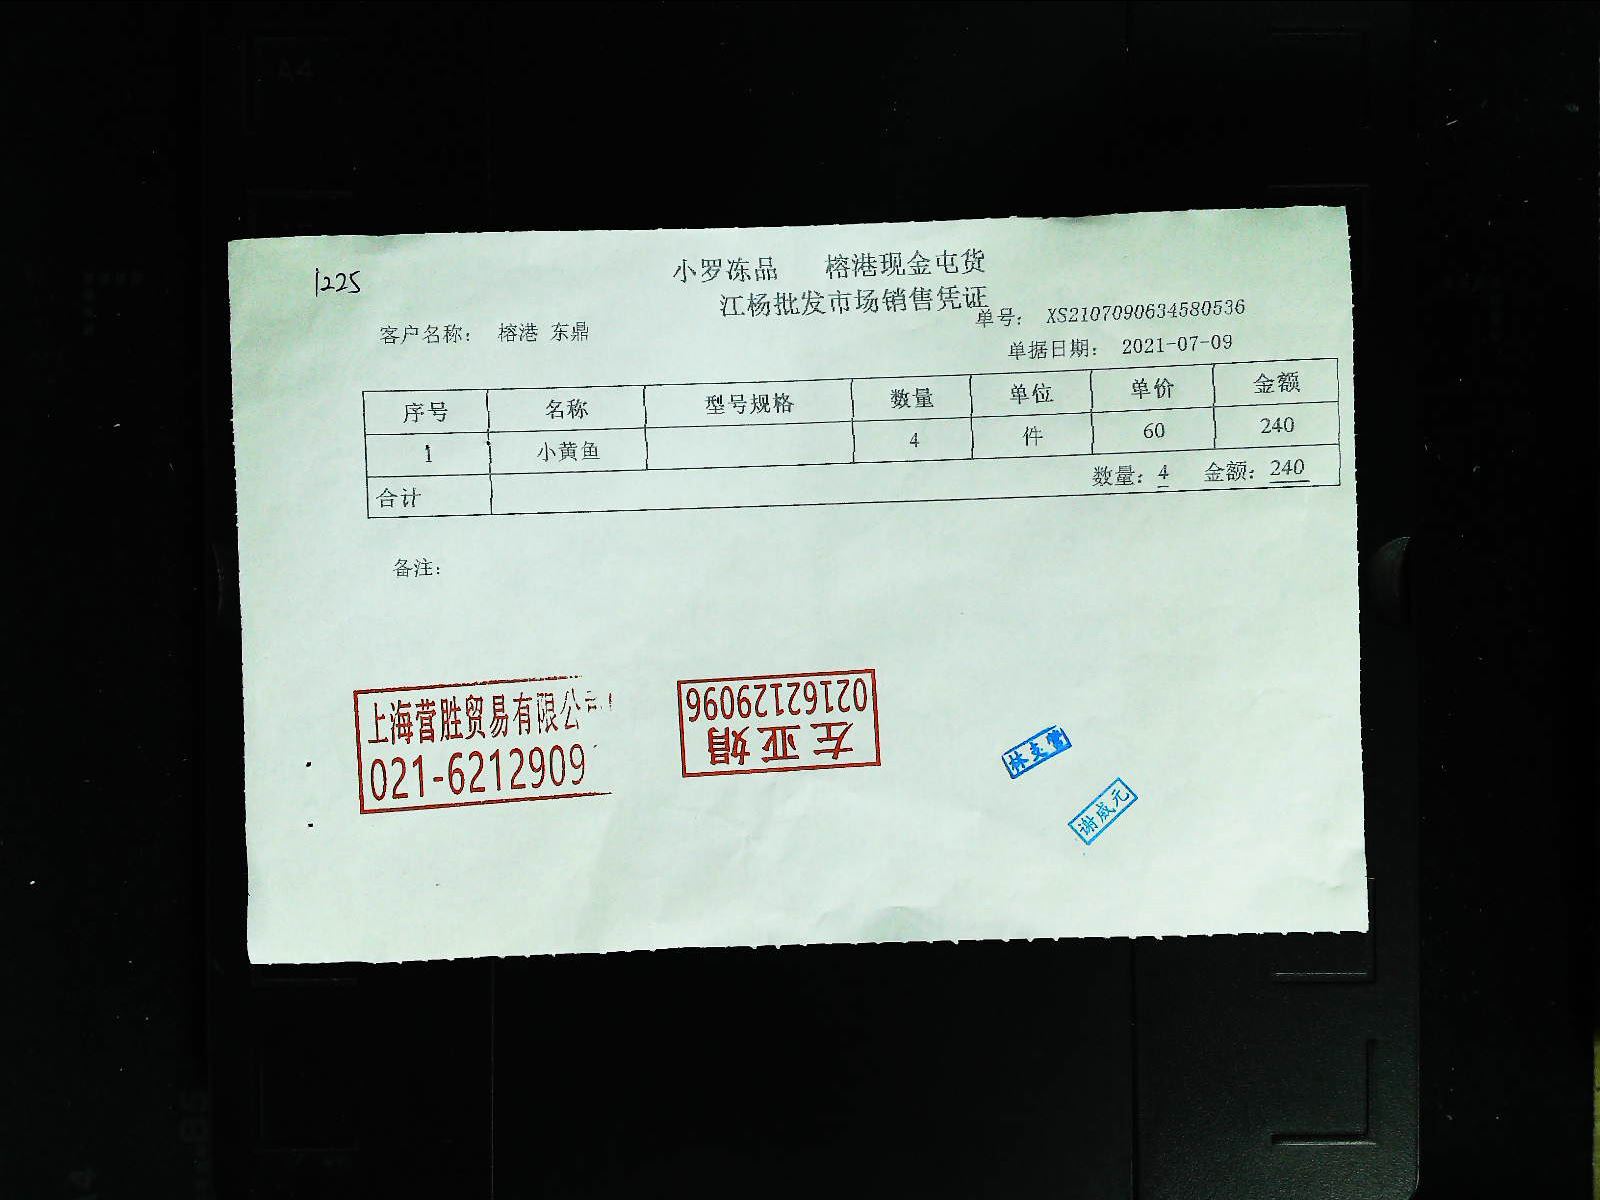 1225
小罗冻品 榕港现金屯货
江杨批发市场销售凭证
单号: XS2107090634580536
客户名称: 榕港 东鼎
单据日期: 2021-07-09
序号 名称 型号规格 数量 单位 单价 金额
1 小黄鱼 4 件 60 240
合计 数量: 4 金额: 240
备注:
上海营胜贸易有限公司
021-6212909
02162129096
左亚娟
谢成元
A4